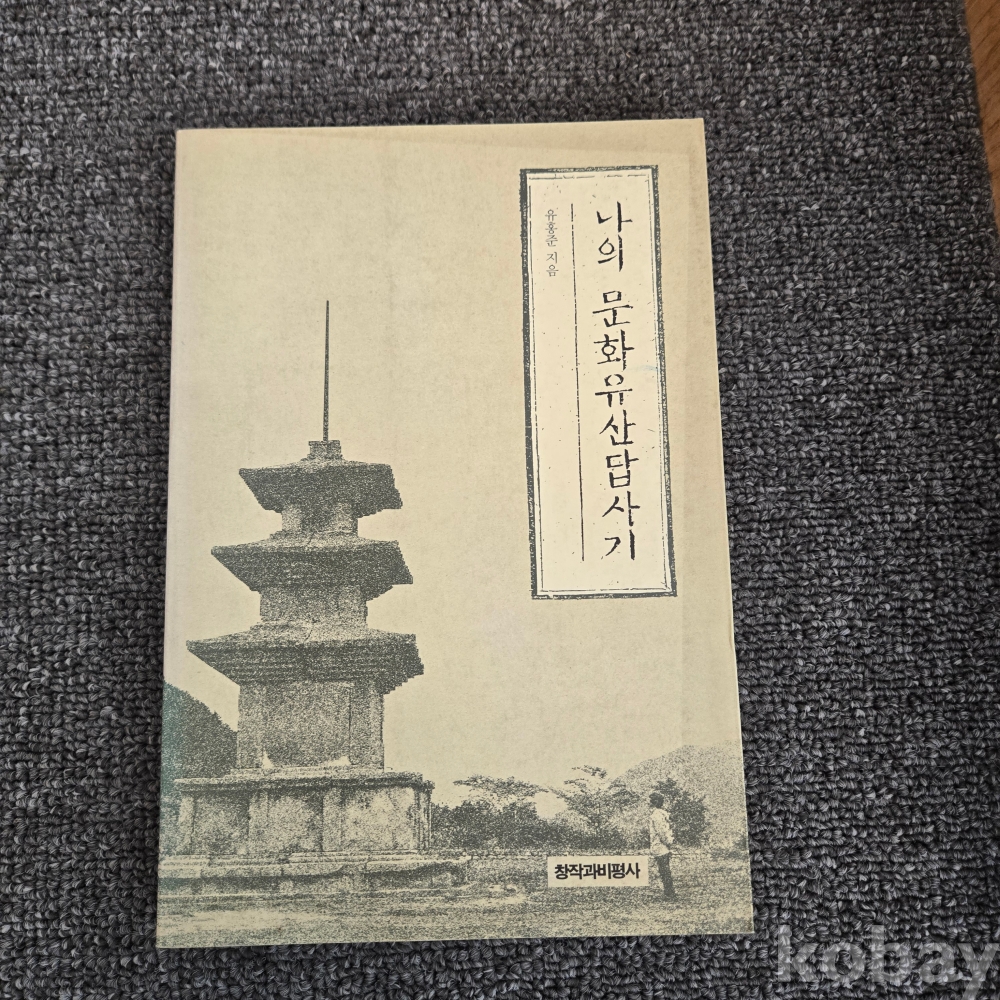 나의 문화유산답사기
유홍준 지음
창작과비평사
kobay